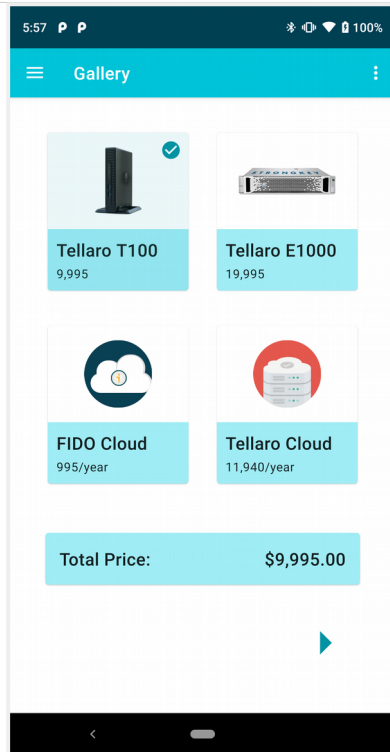 5:57 100%
Gallery
STRONGKEY
Tellaro T100
9,995
Tellaro E1000
19,995
FIDO Cloud
995/year
Tellaro Cloud
11,940/year
Total Price: $9,995.00